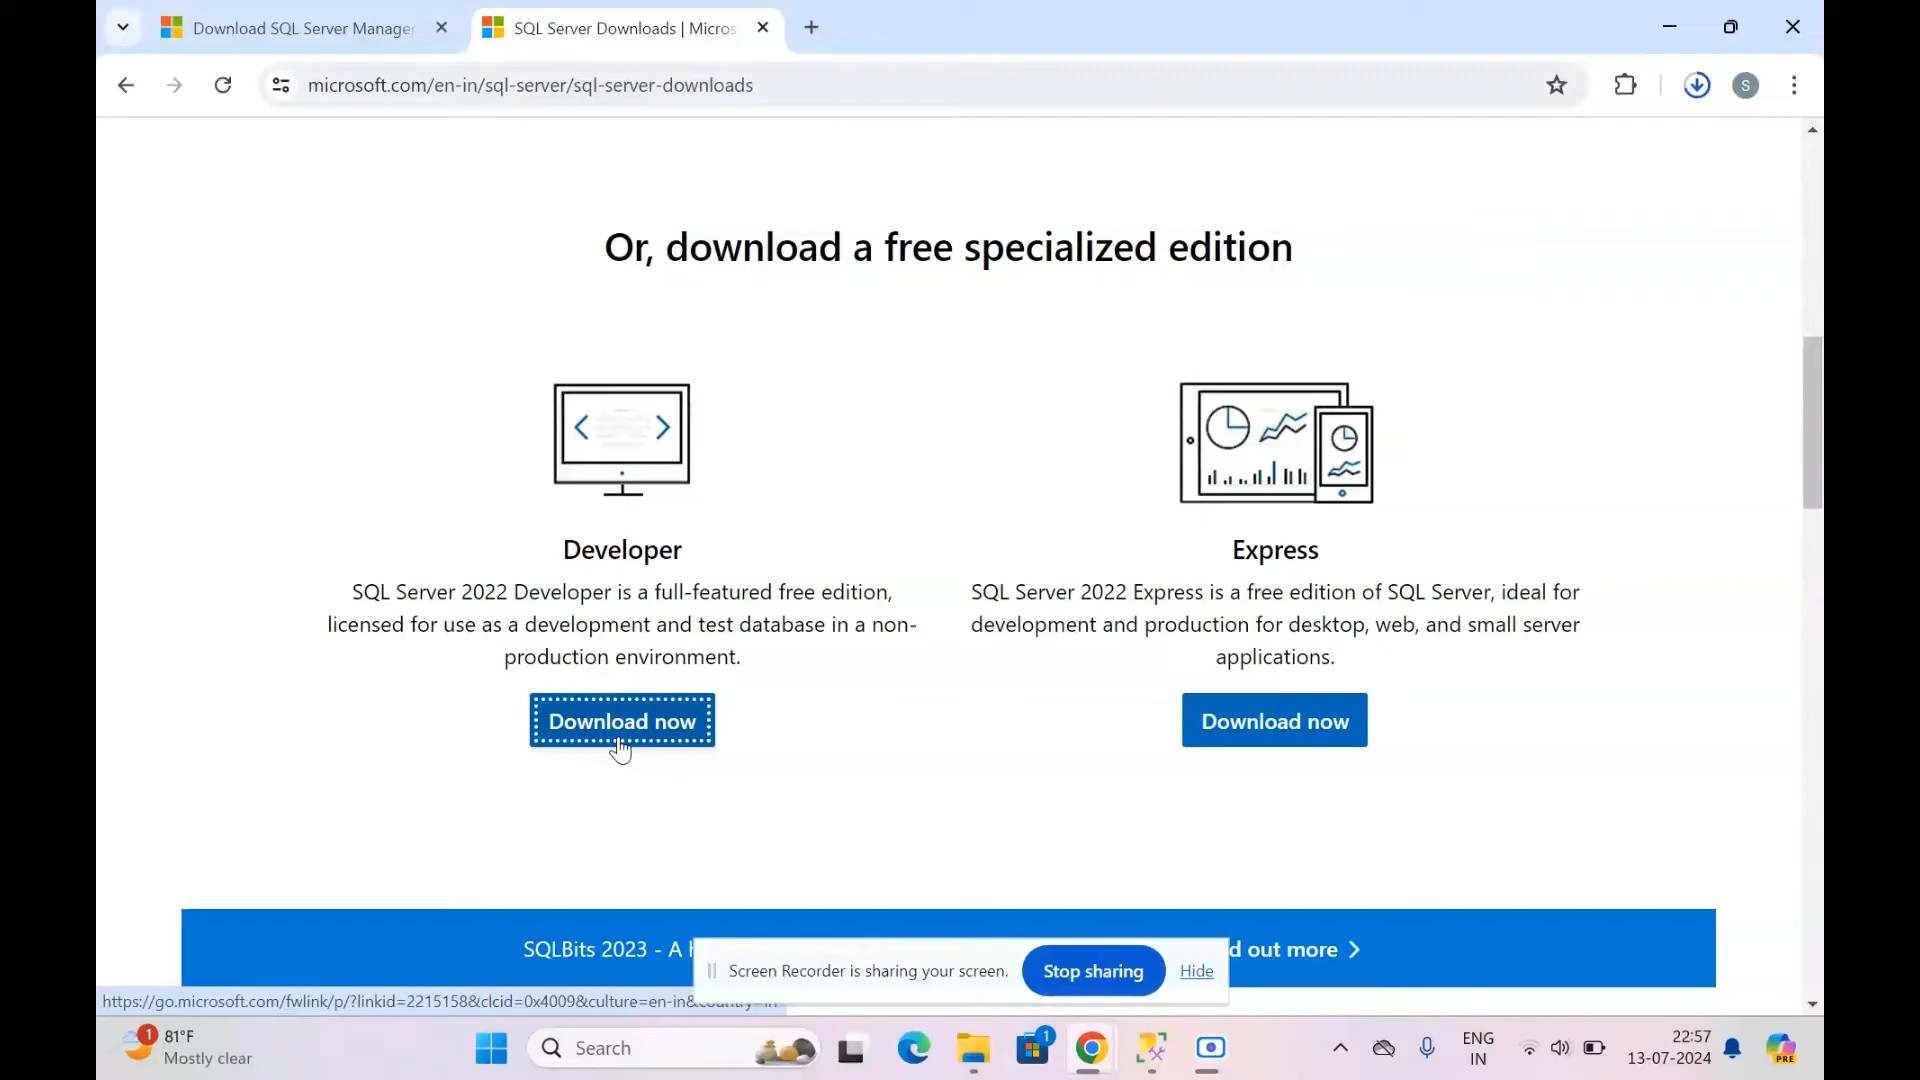 Download SQL Server Manage
SQL Server Downloads | Micros
microsoft.com/en-in/sql-server/sql-server-downloads
S
Or, download a free specialized edition
Developer
SQL Server 2022 Developer is a full-featured free edition,
licensed for use as a development and test database in a non-
production environment.
Download now
Express
SQL Server 2022 Express is a free edition of SQL Server, ideal for
development and production for desktop, web, and small server
applications.
Download now
SQLBits 2023 - A
d out more
Screen Recorder is sharing your screen.
Stop sharing
Hide
https://go.microsoft.com/fwlink/p/?linkid=2215158&clcid=0x4009&culture=en-in&country=in
1
81°F
Mostly clear
Search
1
ENG
IN
22:57
13-07-2024
PRE